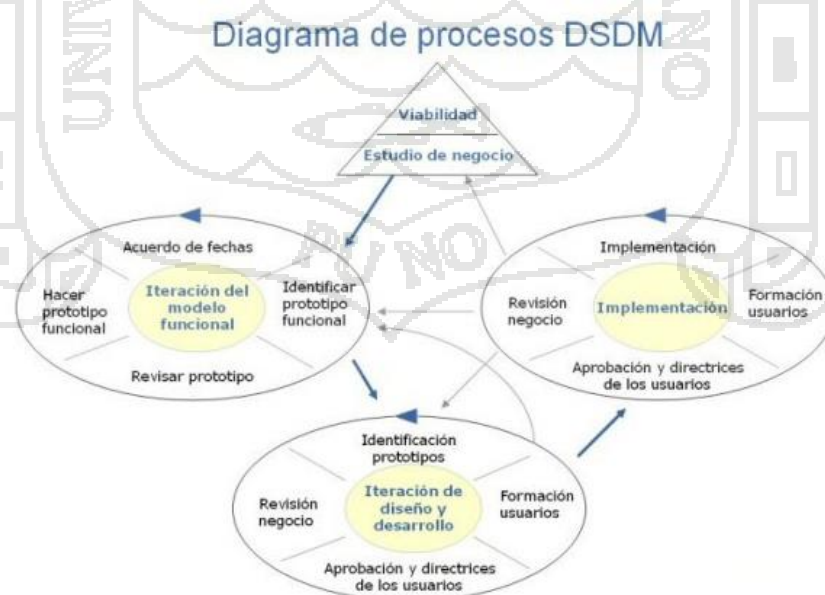 Diagrama de procesos DSDM
Viabilidad
Estudio de negocio
Acuerdo de fechas
Hacer
prototipo
funcional
Iteración del
modelo
funcional
Identificar
prototipo
funcional
Revisar prototipo
Implementación
Revisión
negocio
Implementación
Formación
usuarios
Aprobación y directrices
de los usuarios
Identificación
prototipos
Revisión
negocio
Iteración de
diseño y
desarrollo
Formación
usuarios
Aprobación y directrices
de los usuarios